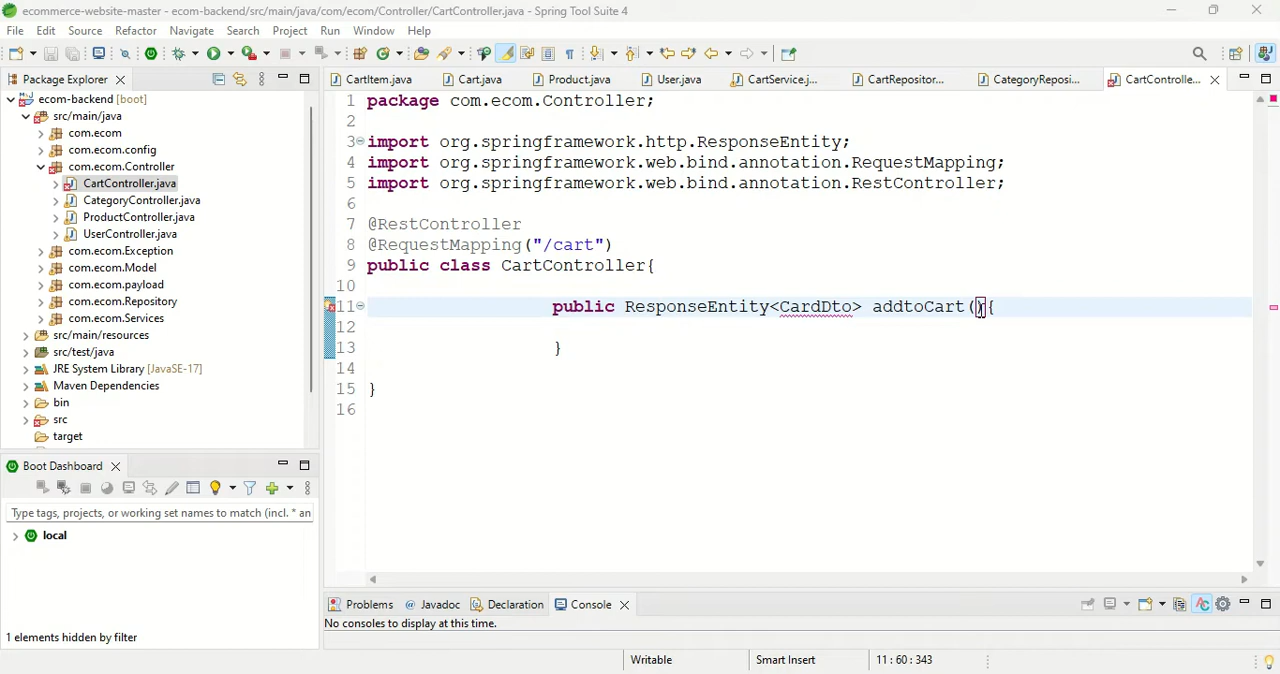 ecommerce-website-master - ecom-backend/src/main/java/com/ecom/Controller/CartController.java - Spring Tool Suite 4
File Edit Source Refactor Navigate Search Project Run Window Help
Package Explorer
CartItem.java Cart.java Product.java User.java CartService.j... CartRepositor... CategoryReposi... CartControlle...
ecom-backend [boot]
src/main/java
com.ecom
com.ecom.config
com.ecom.Controller
CartController.java
CategoryController.java
ProductController.java
UserController.java
com.ecom.Exception
com.ecom.Model
com.ecom.payload
com.ecom.Repository
com.ecom.Services
src/main/resources
src/test/java
JRE System Library [JavaSE-17]
Maven Dependencies
bin
src
target
1 package com.ecom.Controller;
2
3 import org.springframework.http.ResponseEntity;
4 import org.springframework.web.bind.annotation.RequestMapping;
5 import org.springframework.web.bind.annotation.RestController;
6
7 @RestController
8 @RequestMapping("/cart")
9 public class CartController{
10
11 public ResponseEntity<CardDto> addtoCart(){
12
13 }
14
15 }
16
Boot Dashboard
Type tags, projects, or working set names to match (incl. * an
local
1 elements hidden by filter
Problems @ Javadoc Declaration Console
No consoles to display at this time.
Writable Smart Insert 11 : 60 : 343